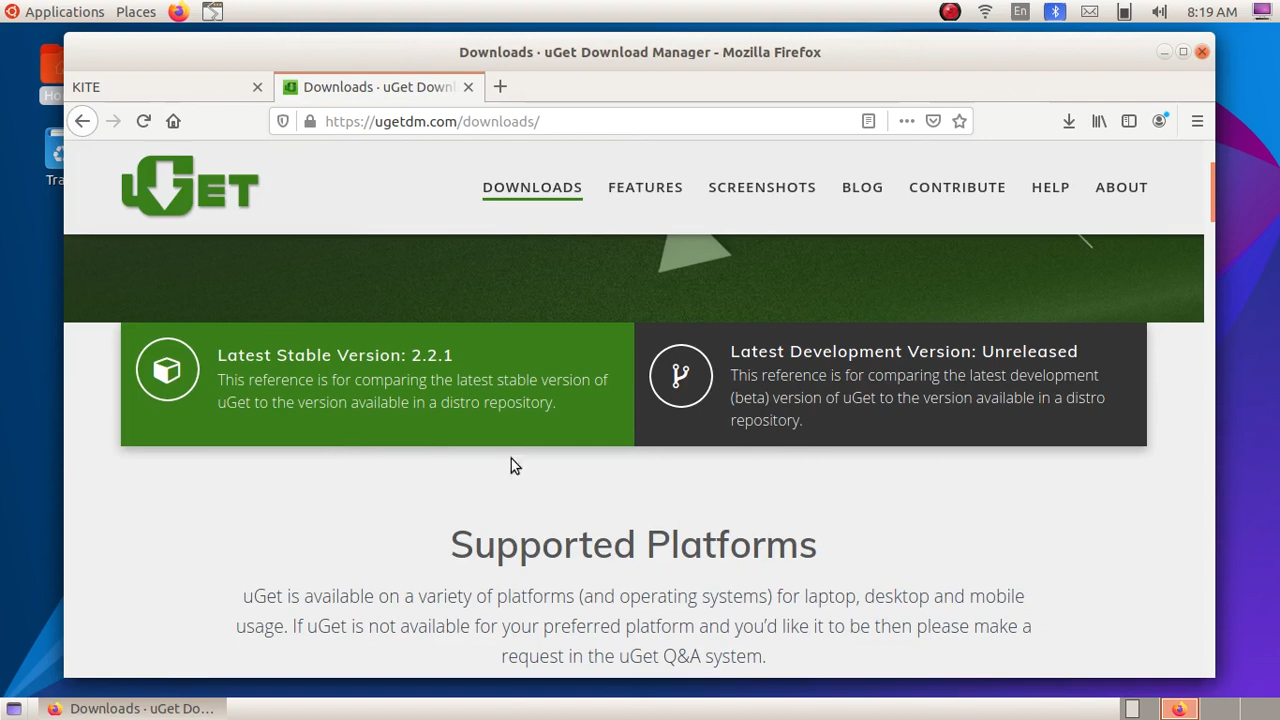 Applications Places En 8:19 AM
Downloads · uGet Download Manager - Mozilla Firefox
KITE Downloads · uGet Downl
https://ugetdm.com/downloads/
uGET DOWNLOADS FEATURES SCREENSHOTS BLOG CONTRIBUTE HELP ABOUT
Latest Stable Version: 2.2.1
This reference is for comparing the latest stable version of
uGet to the version available in a distro repository.
Latest Development Version: Unreleased
This reference is for comparing the latest development
(beta) version of uGet to the version available in a distro
repository.
Supported Platforms
uGet is available on a variety of platforms (and operating systems) for laptop, desktop and mobile
usage. If uGet is not available for your preferred platform and you’d like it to be then please make a
request in the uGet Q&A system.
Downloads · uGet Do...